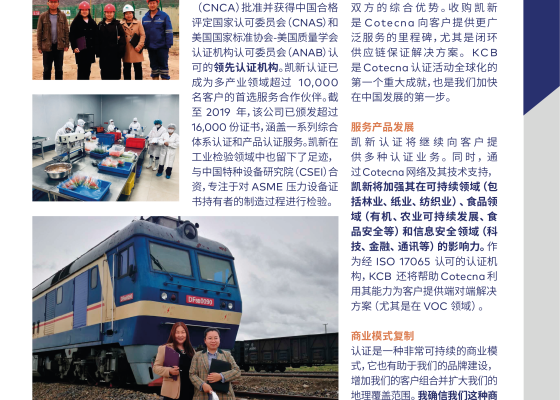 （CNCA）批准并获得中国合格
评定国家认可委员会（CNAS）和
美国国家标准协会-美国质量学会
认证机构认可委员会（ANAB）认
可的领先认证机构。凯新认证已
成为多产业领域超过 10,000
名客户的首选服务合作伙伴。截
至 2019 年，该公司已颁发超过
16,000 份证书，涵盖一系列综合
体系认证和产品认证服务。凯新在
工业检验领域中也留下了足迹，
与中国特种设备研究院（CSEI）合
资，专注于对 ASME 压力设备证
书持有者的制造过程进行检验。
DF4B0090
双方的综合优势。收购凯新
是 Cotecna 向客户提供更广
泛服务的里程碑，尤其是闭环
供应链保证解决方案。 KCB
是 Cotecna 认证活动全球化的
第一个重大成就，也是我们加快
在中国发展的第一步。
服务产品发展
凯新认证将继续向客户提
供多种认证业务。同时，通
过 Cotecna 网络及其技术支持，
凯新将加强其在可持续领域（包
括林业、纸业、纺织业）、食品领
域（有机、农业可持续发展、食
品安全等）和信息安全领域（科
技、金融、通讯等）的影响力。作
为经 ISO 17065 认可的认证机
构，KCB 还将帮助 Cotecna 利
用其能力为客户提供端对端解决
方案（尤其是在 VOC 领域）。
商业模式复制
认证是一种非常可持续的商业模
式，它也有助于我们的品牌建设，
增加我们的客户组合并扩大我们的
地理覆盖范围。我确信我们这种商